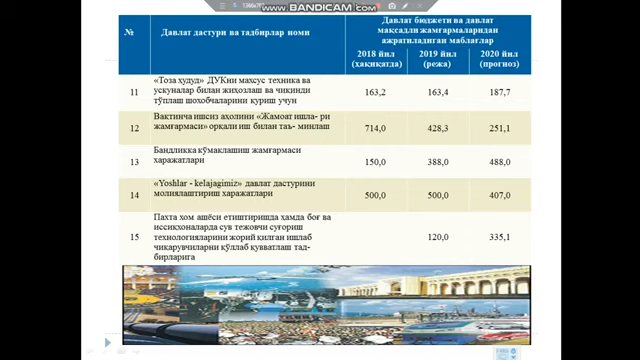 www.BANDICAM.com
№
Давлат дастури ва тадбирлар номи
Давлат бюджети ва давлат
мақсадли жамғармаларидан
ажратиладиган маблағлар
2018 йил
(ҳақиқатда)
2019 йил
(режа)
2020 йил
(прогноз)
11
«Тоза ҳудуд» ДУКни махсус техника ва
ускуналар билан жиҳозлаш ва чиқинди
тўплаш шохобчаларини қуриш учун
163,2
163,4
187,7
12
Вақтинча ишсиз аҳолини «Жамоат ишла- ри
жамғармаси» орқали иш билан таъ- минлаш
714,0
428,3
251,1
13
Бандликка кўмаклашиш жамғармаси
харажатлари
150,0
388,0
488,0
14
«Yoshlar - kelajagimiz» давлат дастурини
молиялаштириш харажатлари
500,0
500,0
407,0
15
Пахта хом ашёси етиштиришда ҳамда боғ ва
иссиқхоналарда сув тежовчи суғориш
технологияларини жорий қилган ишлаб
чиқарувчиларни қўллаб қувватлаш тад-
бирларига
120,0
335,1